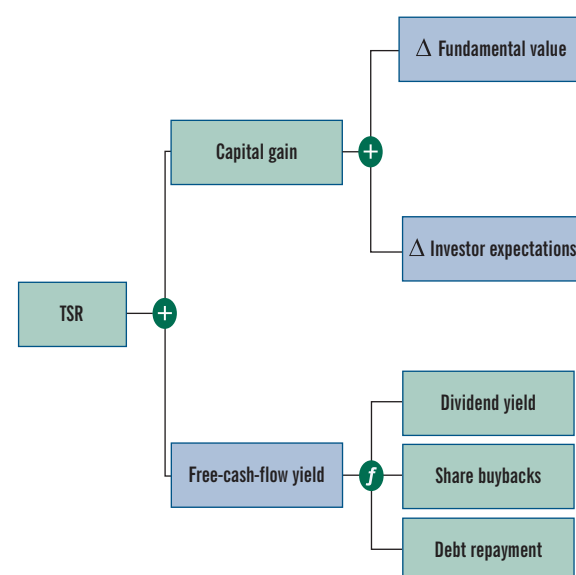 Δ Fundamental value
Capital gain
+
Δ Investor expectations
TSR
+
Dividend yield
Free-cash-flow yield
f
Share buybacks
Debt repayment